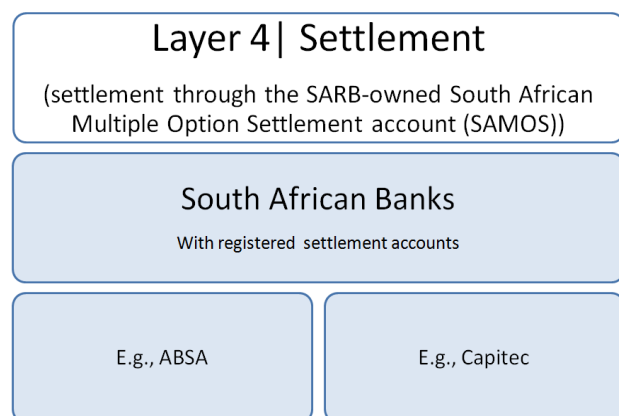 Layer 4| Settlement
(settlement through the SARB-owned South African
Multiple Option Settlement account (SAMOS))
South African Banks
With registered settlement accounts
E.g., ABSA
E.g., Capitec